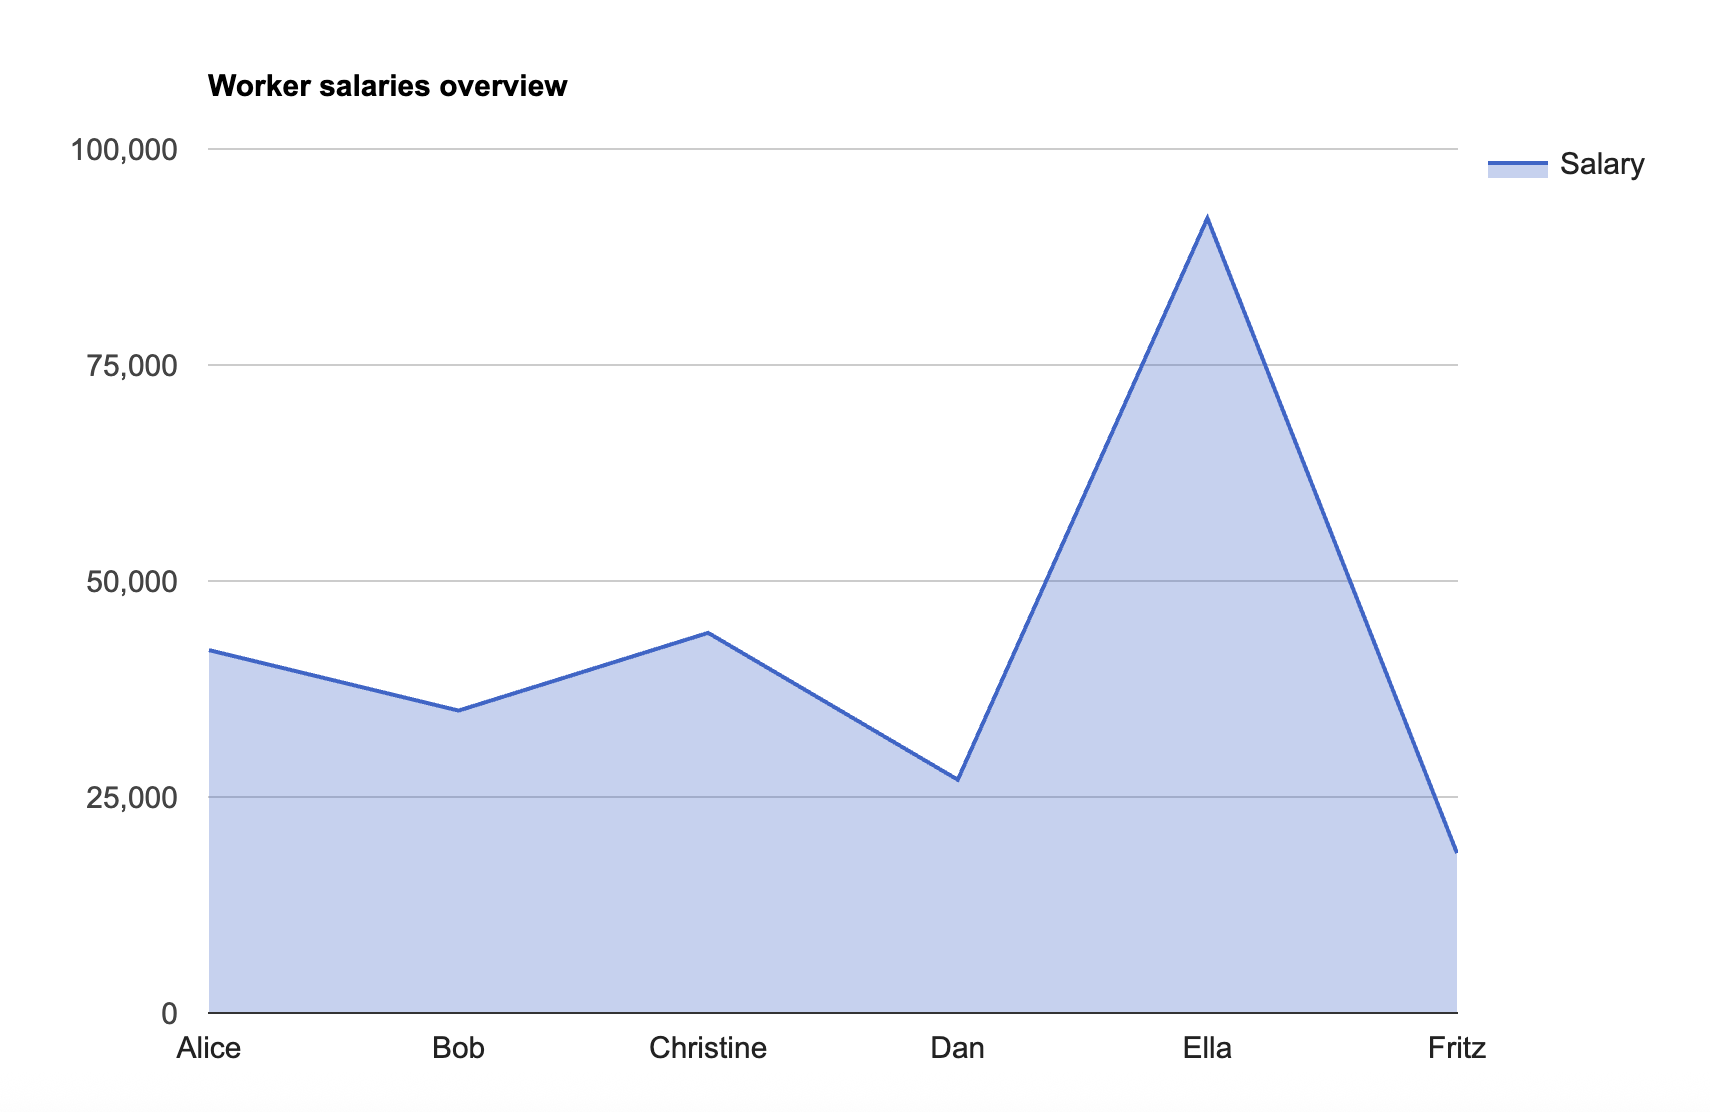 Worker salaries overview
100,000
Salary
75,000
50,000
25,000
0
Alice Bob Christine Dan Ella Fritz